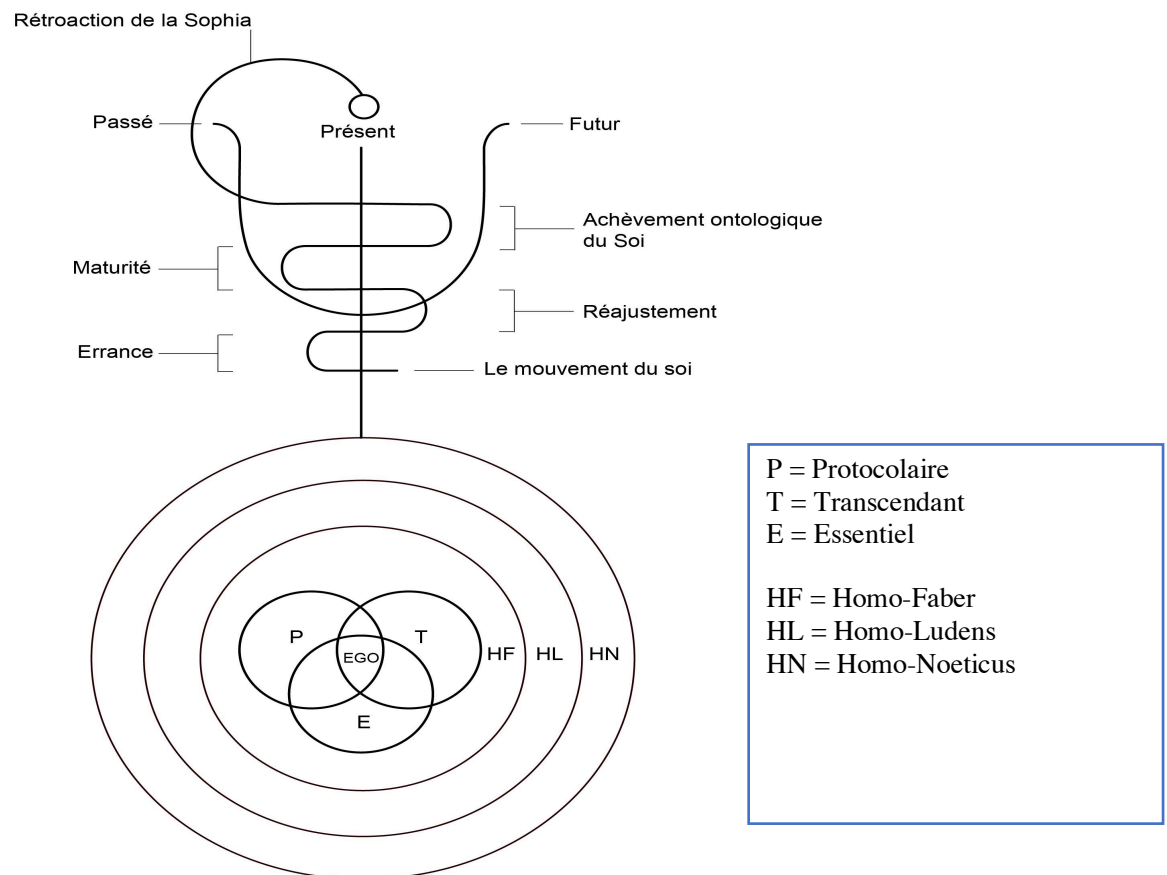 Rétroaction de la Sophia
Passé
Présent
Futur
Achèvement ontologique
du Soi
Maturité
Réajustement
Errance
Le mouvement du soi
P
T
EGO
HF
HL
HN
E
P = Protocolaire
T = Transcendant
E = Essentiel
HF = Homo-Faber
HL = Homo-Ludens
HN = Homo-Noeticus